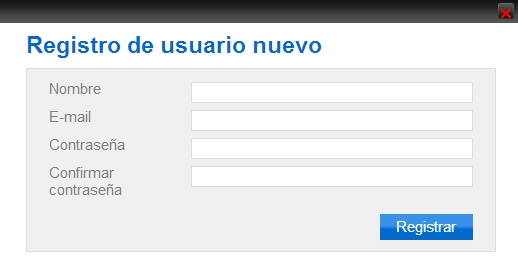 Registro de usuario nuevo
Nombre
E-mail
Contraseña
Confirmar
contraseña
Registrar